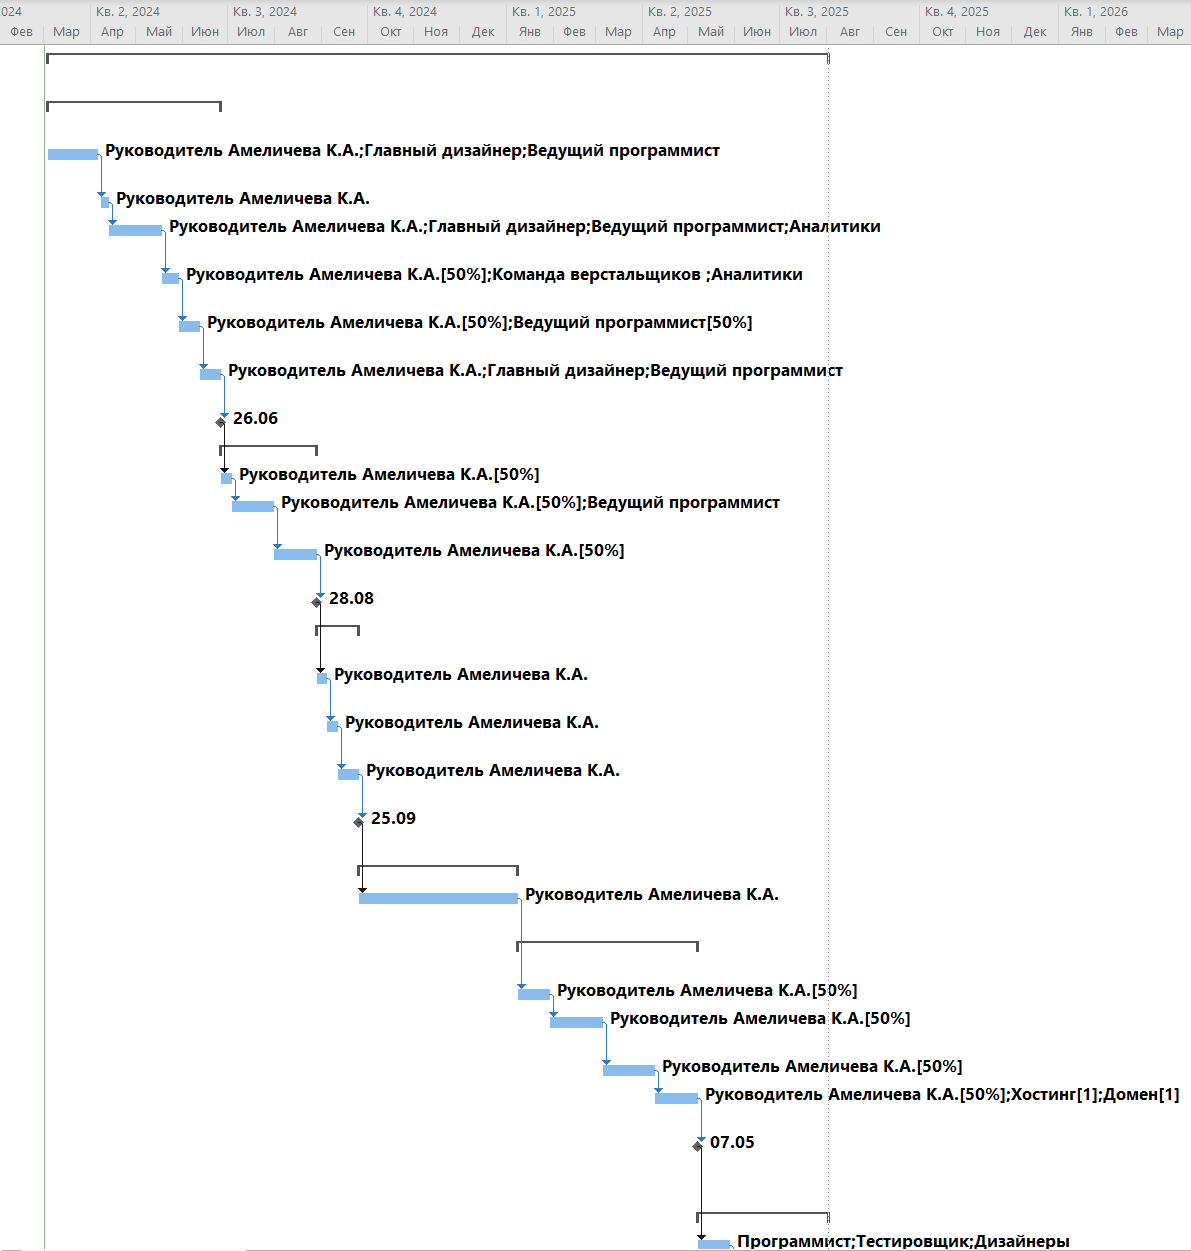 024 Кв. 2, 2024 Кв. 3, 2024 Кв. 4, 2024 Кв. 1, 2025 Кв. 2, 2025 Кв. 3, 2025 Кв. 4, 2025 Кв. 1, 2026
Фев Мар Апр Май Июн Июл Авг Сен Окт Ноя Дек Янв Фев Мар Апр Май Июн Июл Авг Сен Окт Ноя Дек Янв Фев Мар
Руководитель Амеличева К.А.;Главный дизайнер;Ведущий программист
Руководитель Амеличева К.А.
Руководитель Амеличева К.А.;Главный дизайнер;Ведущий программист;Аналитики
Руководитель Амеличева К.А.[50%];Команда верстальщиков ;Аналитики
Руководитель Амеличева К.А.[50%];Ведущий программист[50%]
Руководитель Амеличева К.А.;Главный дизайнер;Ведущий программист
26.06
Руководитель Амеличева К.А.[50%]
Руководитель Амеличева К.А.[50%];Ведущий программист
Руководитель Амеличева К.А.[50%]
28.08
Руководитель Амеличева К.А.
Руководитель Амеличева К.А.
Руководитель Амеличева К.А.
25.09
Руководитель Амеличева К.А.
Руководитель Амеличева К.А.[50%]
Руководитель Амеличева К.А.[50%]
Руководитель Амеличева К.А.[50%]
Руководитель Амеличева К.А.[50%];Хостинг[1];Домен[1]
07.05
Программист;Тестировщик;Дизайнеры